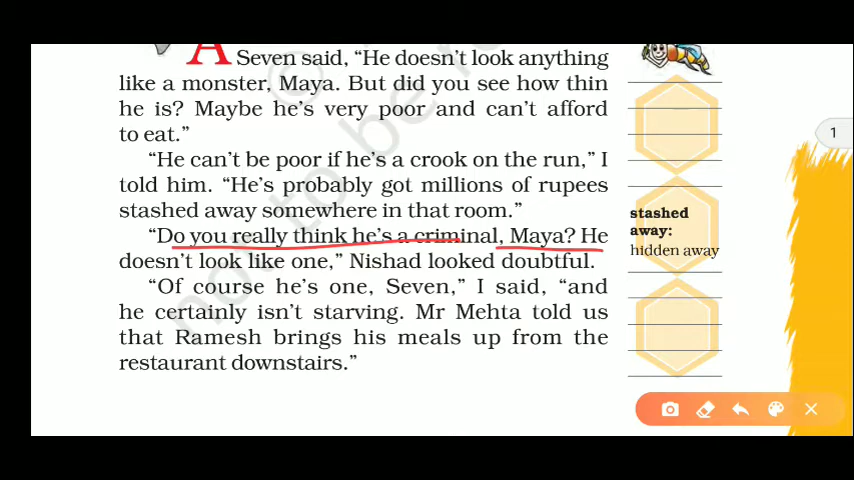 A Seven said, “He doesn’t look anything
like a monster, Maya. But did you see how thin
he is? Maybe he’s very poor and can’t afford
to eat.”
“He can’t be poor if he’s a crook on the run,” I
told him. “He’s probably got millions of rupees
stashed away somewhere in that room.”
“Do you really think he’s a criminal, Maya? He
doesn’t look like one,” Nishad looked doubtful.
“Of course he’s one, Seven,” I said, “and
he certainly isn’t starving. Mr Mehta told us
that Ramesh brings his meals up from the
restaurant downstairs.”
stashed
away:
hidden away
1
not to be re
©